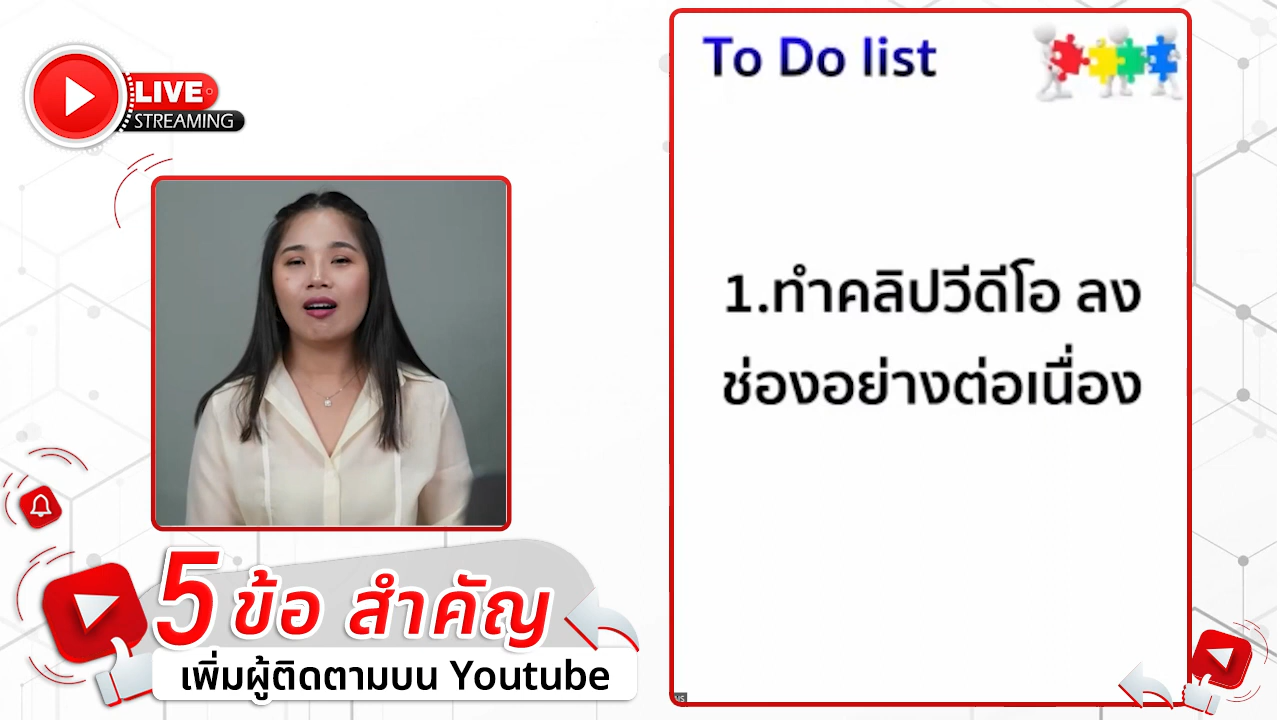 LIVE
STREAMING
To Do list
1.ทำคลิปวีดีโอ ลง
ช่องอย่างต่อเนื่อง
5 ข้อ สำคัญ
เพิ่มผู้ติดตามบน Youtube